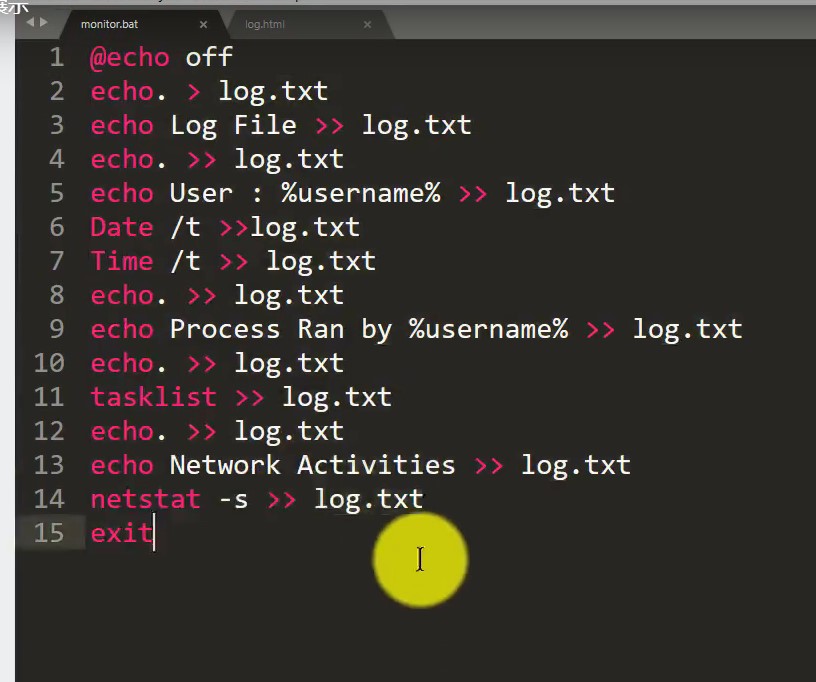 展示
monitor.bat
log.html
1 @echo off
2 echo. > log.txt
3 echo Log File >> log.txt
4 echo. >> log.txt
5 echo User : %username% >> log.txt
6 Date /t >>log.txt
7 Time /t >> log.txt
8 echo. >> log.txt
9 echo Process Ran by %username% >> log.txt
10 echo. >> log.txt
11 tasklist >> log.txt
12 echo. >> log.txt
13 echo Network Activities >> log.txt
14 netstat -s >> log.txt
15 exit